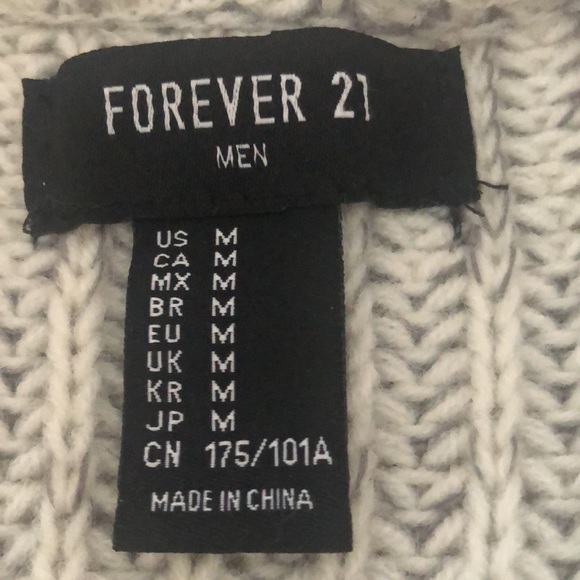 FOREVER 21
MEN
US M
CA M
MX M
BR M
EU M
UK M
KR M
JP M
CN 175/101A
MADE IN CHINA